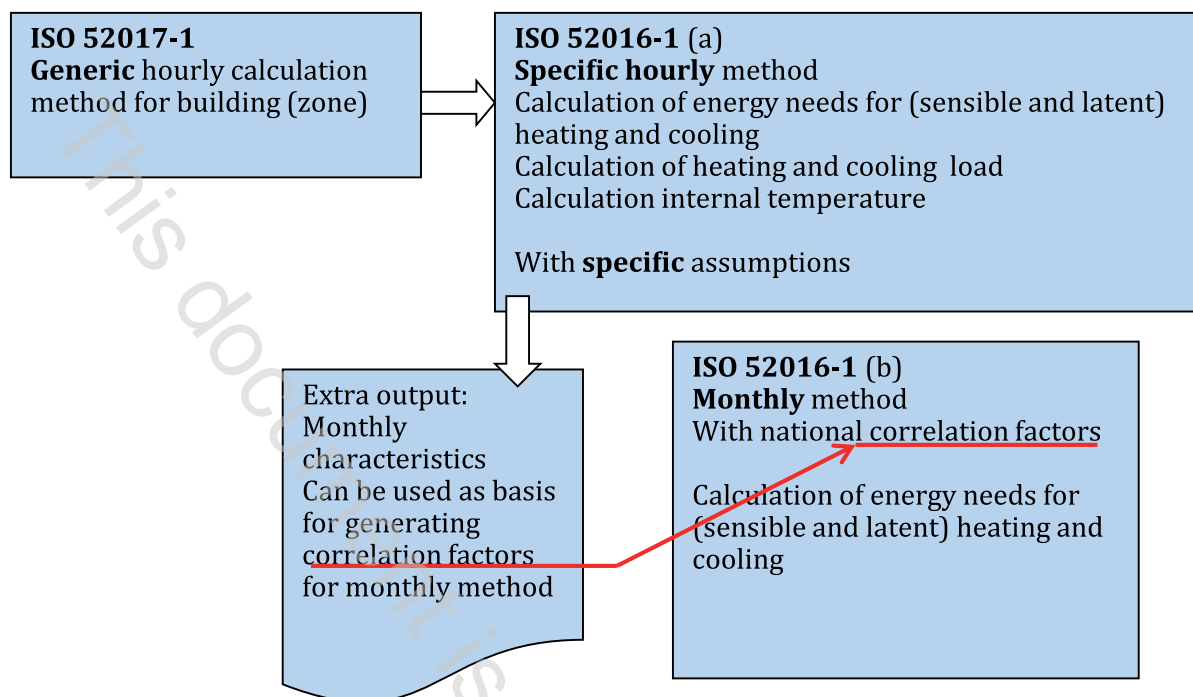 ISO 52017-1
Generic hourly calculation
method for building (zone)
ISO 52016-1 (a)
Specific hourly method
Calculation of energy needs for (sensible and latent)
heating and cooling
Calculation of heating and cooling load
Calculation internal temperature
With specific assumptions
Extra output:
Monthly
characteristics
Can be used as basis
for generating
correlation factors
for monthly method
ISO 52016-1 (b)
Monthly method
With national correlation factors
Calculation of energy needs for
(sensible and latent) heating and
cooling
This document is